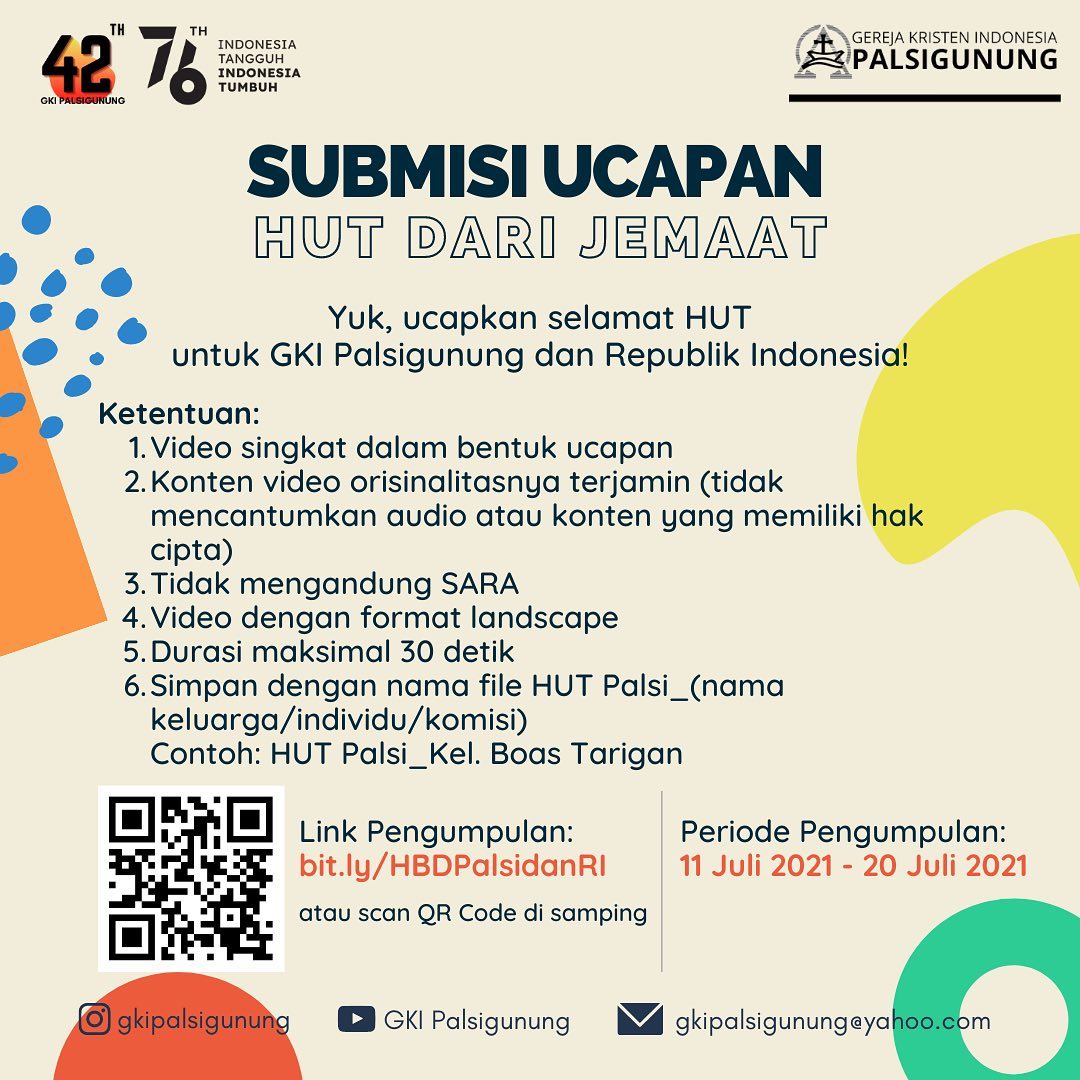 42TH
GKI PALSIGUNUNG
76TH
INDONESIA
TANGGUH
INDONESIA
TUMBUH
GEREJA KRISTEN INDONESIA
PALSIGUNUNG
SUBMISI UCAPAN
HUT DARI JEMAAT
Yuk, ucapkan selamat HUT
untuk GKI Palsigunung dan Republik Indonesia!
Ketentuan:
1. Video singkat dalam bentuk ucapan
2. Konten video orisinalitasnya terjamin (tidak
mencantumkan audio atau konten yang memiliki hak
cipta)
3. Tidak mengandung SARA
4. Video dengan format landscape
5. Durasi maksimal 30 detik
6. Simpan dengan nama file HUT Palsi_(nama
keluarga/individu/komisi)
Contoh: HUT Palsi_Kel. Boas Tarigan
Link Pengumpulan:
bit.ly/HBDPalsidanRI
atau scan QR Code di samping
Periode Pengumpulan:
11 Juli 2021 - 20 Juli 2021
gkipalsigunung
GKI Palsigunung
gkipalsigunung@yahoo.com